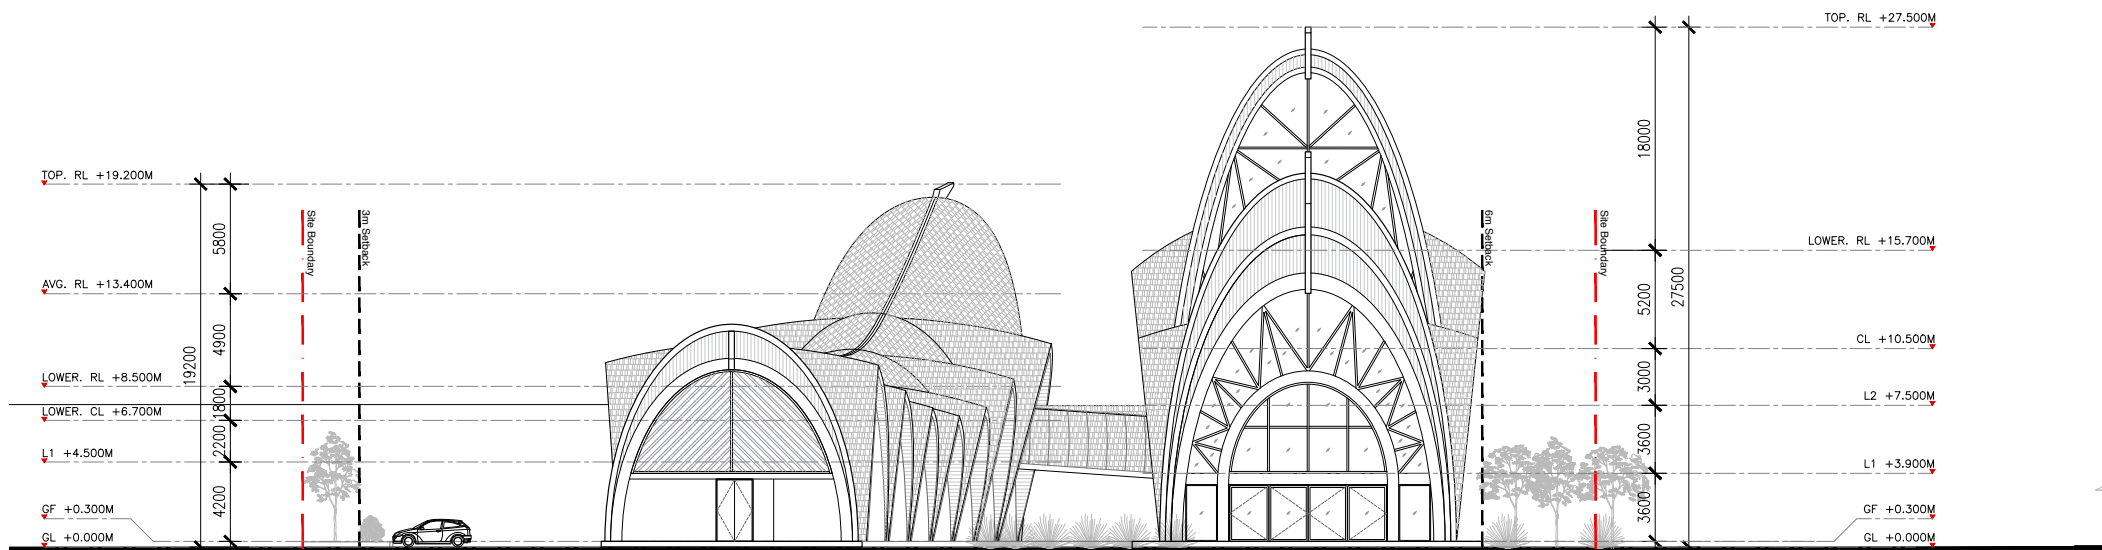 TOP. RL +27.500M
TOP. RL +19.200M
AVG. RL +13.400M
LOWER. RL +8.500M
LOWER. CL +6.700M
L1 +4.500M
GF +0.300M
GL +0.000M
19200
5800
4900
1800
2200
4200
Site Boundary
3m Setback
6m Setback
Site Boundary
18000
5200
3000
3600
3600
27500
LOWER. RL +15.700M
CL +10.500M
L2 +7.500M
L1 +3.900M
GF +0.300M
GL +0.000M